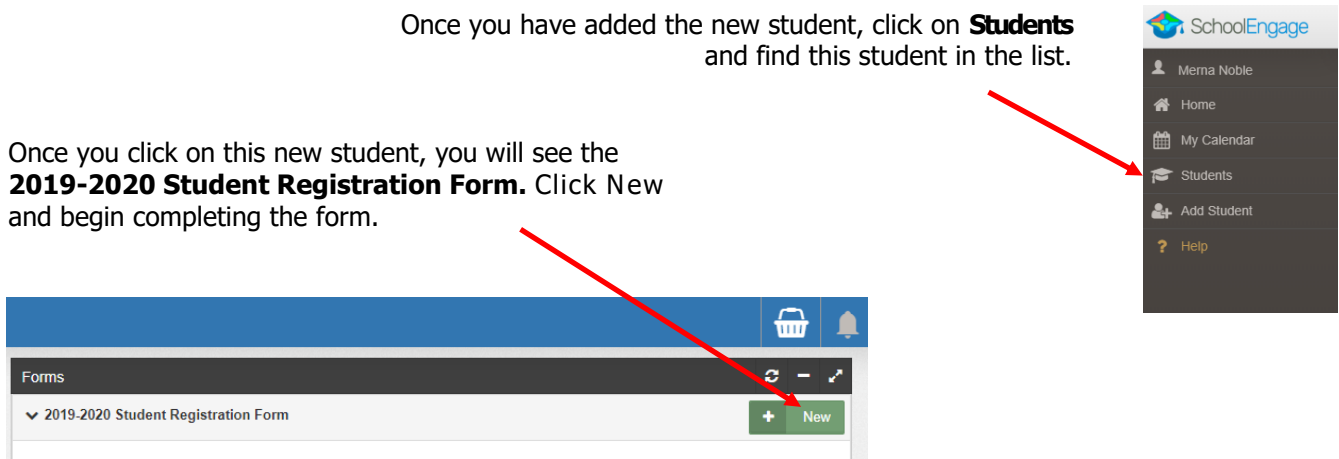 Once you have added the new student, click on Students
and find this student in the list.
SchoolEngage
Merna Noble
Home
My Calendar
Students
Add Student
? Help
Once you click on this new student, you will see the
2019-2020 Student Registration Form. Click New
and begin completing the form.
Forms
2019-2020 Student Registration Form
+ New